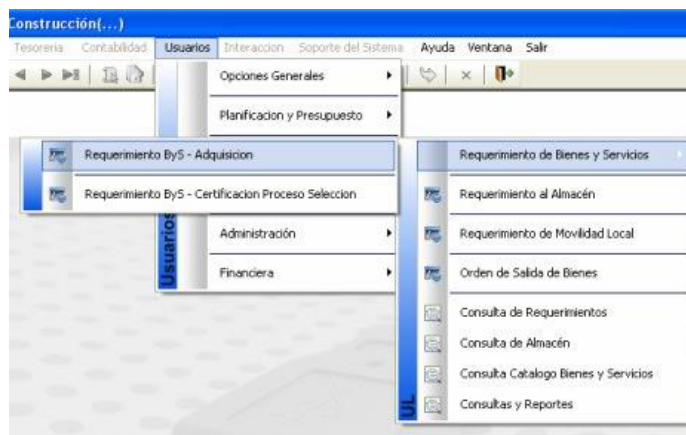 Construcción(...)
Tesoreria Contabilidad Usuarios Interaccion Soporte del Sistema Ayuda Ventana Salir
Opciones Generales
Planificacion y Presupuesto
Requerimiento ByS - Adquisicion
Requerimiento de Bienes y Servicios
Requerimiento ByS - Certificacion Proceso Seleccion
Requerimiento al Almacén
Administración
Requerimiento de Movilidad Local
Financiera
Orden de Salida de Bienes
Consulta de Requerimientos
Consulta de Almacén
Consulta Catalogo Bienes y Servicios
Consultas y Reportes
Usuarios
UL